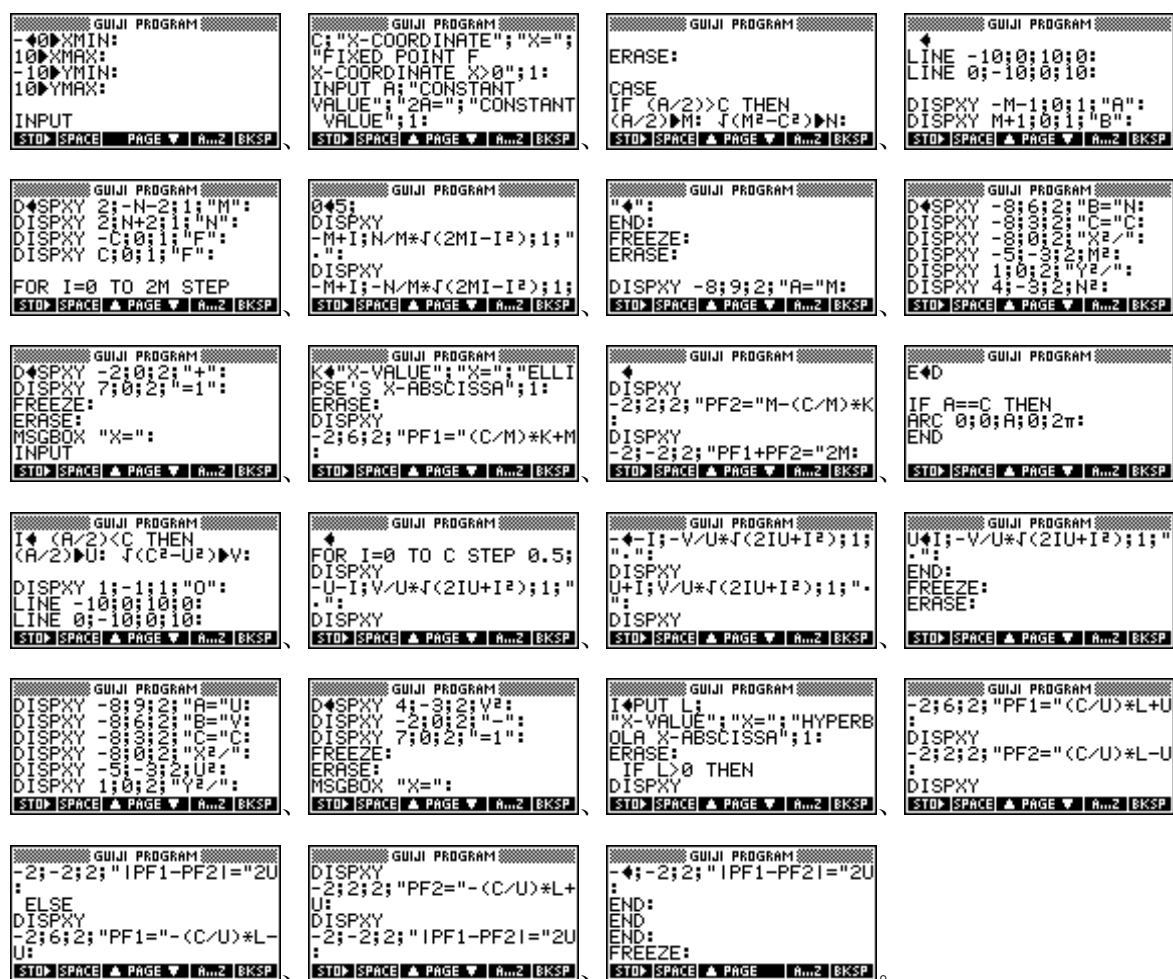 GUIJI PROGRAM
-◀0▶XMIN:
10▶XMAX:
-10▶YMIN:
10▶YMAX:
INPUT
STO▶ SPACE PAGE ▼ A...Z BKSP
、
GUIJI PROGRAM
C;"X-COORDINATE";"X=";
"FIXED POINT F
X-COORDINATE X>0";1:
INPUT A;"CONSTANT
VALUE";"2A=";"CONSTANT
VALUE";1:
STO▶ SPACE ▲ PAGE ▼ A...Z BKSP
、
GUIJI PROGRAM
ERASE:
CASE
IF (A/2)>C THEN
(A/2)▶M: √(M²-C²)▶N:
STO▶ SPACE ▲ PAGE ▼ A...Z BKSP
、
GUIJI PROGRAM
◀
LINE -10;0;10;0:
LINE 0;-10;0;10:
DISPXY -M-1;0;1;"A":
DISPXY M+1;0;1;"B":
STO▶ SPACE ▲ PAGE ▼ A...Z BKSP
GUIJI PROGRAM
D◀SPXY 2;-N-2;1;"M":
DISPXY 2;N+2;1;"N":
DISPXY -C;0;1;"F":
DISPXY C;0;1;"F":
FOR I=0 TO 2M STEP
STO▶ SPACE ▲ PAGE ▼ A...Z BKSP
、
GUIJI PROGRAM
0◀5;
DISPXY
-M+I;N/M*√(2MI-I²);1;"
.":
DISPXY
-M+I;-N/M*√(2MI-I²);1;
STO▶ SPACE ▲ PAGE ▼ A...Z BKSP
、
GUIJI PROGRAM
"◀":
END:
FREEZE:
ERASE:
DISPXY -8;9;2;"A="M:
STO▶ SPACE ▲ PAGE ▼ A...Z BKSP
、
GUIJI PROGRAM
D◀SPXY -8;6;2;"B="N:
DISPXY -8;3;2;"C="C:
DISPXY -8;0;2;"X²/":
DISPXY -5;-3;2;M²:
DISPXY 1;0;2;"Y²/":
DISPXY 4;-3;2;N²:
STO▶ SPACE ▲ PAGE ▼ A...Z BKSP
GUIJI PROGRAM
D◀SPXY -2;0;2;"+":
DISPXY 7;0;2;"=1":
FREEZE:
ERASE:
MSGBOX "X=":
INPUT
STO▶ SPACE ▲ PAGE ▼ A...Z BKSP
、
GUIJI PROGRAM
K◀"X-VALUE";"X=";"ELLI
PSE'S X-ABSCISSA";1:
ERASE:
DISPXY
-2;6;2;"PF1="(C/M)*K+M
:
STO▶ SPACE ▲ PAGE ▼ A...Z BKSP
、
GUIJI PROGRAM
◀
DISPXY
-2;2;2;"PF2="M-(C/M)*K
:
DISPXY
-2;-2;2;"PF1+PF2="2M:
STO▶ SPACE ▲ PAGE ▼ A...Z BKSP
、
GUIJI PROGRAM
E◀D
IF A==C THEN
ARC 0;0;A;0;2π:
END
STO▶ SPACE ▲ PAGE ▼ A...Z BKSP
GUIJI PROGRAM
I◀ (A/2)<C THEN
(A/2)▶U: √(C²-U²)▶V:
DISPXY 1;-1;1;"O":
LINE -10;0;10;0:
LINE 0;-10;0;10:
STO▶ SPACE ▲ PAGE ▼ A...Z BKSP
、
GUIJI PROGRAM
◀
FOR I=0 TO C STEP 0.5;
DISPXY
-U-I;V/U*√(2IU+I²);1;"
.":
DISPXY
STO▶ SPACE ▲ PAGE ▼ A...Z BKSP
、
GUIJI PROGRAM
-◀-I;-V/U*√(2IU+I²);1;
".":
DISPXY
U+I;V/U*√(2IU+I²);1;".
":
DISPXY
STO▶ SPACE ▲ PAGE ▼ A...Z BKSP
、
GUIJI PROGRAM
U◀I;-V/U*√(2IU+I²);1;"
.":
END:
FREEZE:
ERASE:
STO▶ SPACE ▲ PAGE ▼ A...Z BKSP
GUIJI PROGRAM
DISPXY -8;9;2;"A="U:
DISPXY -8;6;2;"B="V:
DISPXY -8;3;2;"C="C:
DISPXY -8;0;2;"X²/":
DISPXY -5;-3;2;U²:
DISPXY 1;0;2;"Y²/":
STO▶ SPACE ▲ PAGE ▼ A...Z BKSP
、
GUIJI PROGRAM
D◀SPXY 4;-3;2;V²:
DISPXY -2;0;2;"-":
DISPXY 7;0;2;"=1":
FREEZE:
ERASE:
MSGBOX "X=":
STO▶ SPACE ▲ PAGE ▼ A...Z BKSP
、
GUIJI PROGRAM
I◀PUT L;
"X-VALUE";"X=";"HYPERB
OLA X-ABSCISSA";1:
ERASE:
IF L>0 THEN
DISPXY
STO▶ SPACE ▲ PAGE ▼ A...Z BKSP
、
GUIJI PROGRAM
-2;6;2;"PF1="(C/U)*L+U
:
DISPXY
-2;2;2;"PF2="(C/U)*L-U
:
DISPXY
STO▶ SPACE ▲ PAGE ▼ A...Z BKSP
GUIJI PROGRAM
-2;-2;2;"|PF1-PF2|="2U
:
ELSE
DISPXY
-2;6;2;"PF1="-(C/U)*L-
U:
STO▶ SPACE ▲ PAGE ▼ A...Z BKSP
、
GUIJI PROGRAM
DISPXY
-2;2;2;"PF2="-(C/U)*L+
U:
DISPXY
-2;-2;2;"|PF1-PF2|="2U
:
STO▶ SPACE ▲ PAGE ▼ A...Z BKSP
、
GUIJI PROGRAM
-◀;-2;2;"|PF1-PF2|="2U
:
END:
END
END:
FREEZE:
STO▶ SPACE ▲ PAGE A...Z BKSP
。